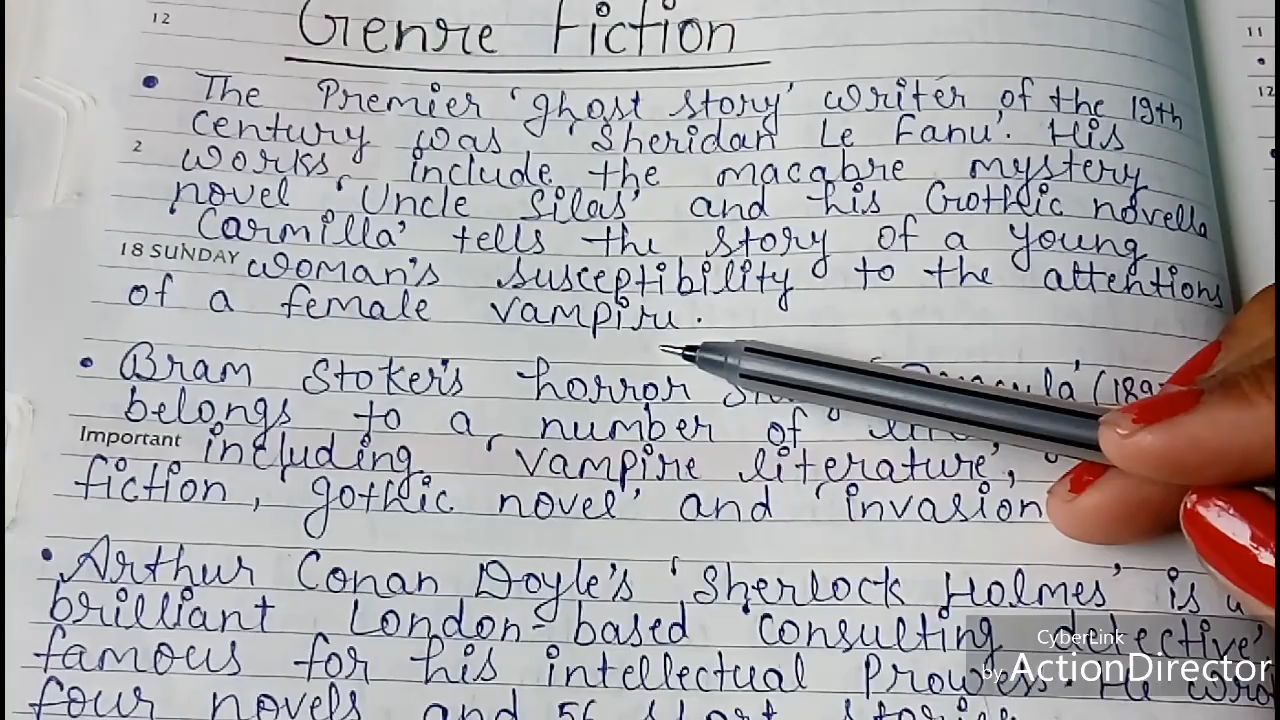 12
Genre Fiction
• The Premier 'ghost story' writer of the 19th
century was 'Sheridan Le Fanu'. His
2
works include the macabre mystery
novel 'Uncle Silas' and his Gothic novella
'Carmilla' tells the story of a young
18 SUNDAY woman's susceptibility to the attentions
of a female vampire.
• Bram Stoker's horror
belongs to a number of
Important including 'vampire literature',
fiction, 'gothic novel' and 'invasion
• Arthur Conan Doyle's 'Sherlock Holmes' is a
brilliant London-based 'consulting detective'
famous for his intellectual Prowess. He
four novels and 56 short stories
11
12
CyberLink
by ActionDirector